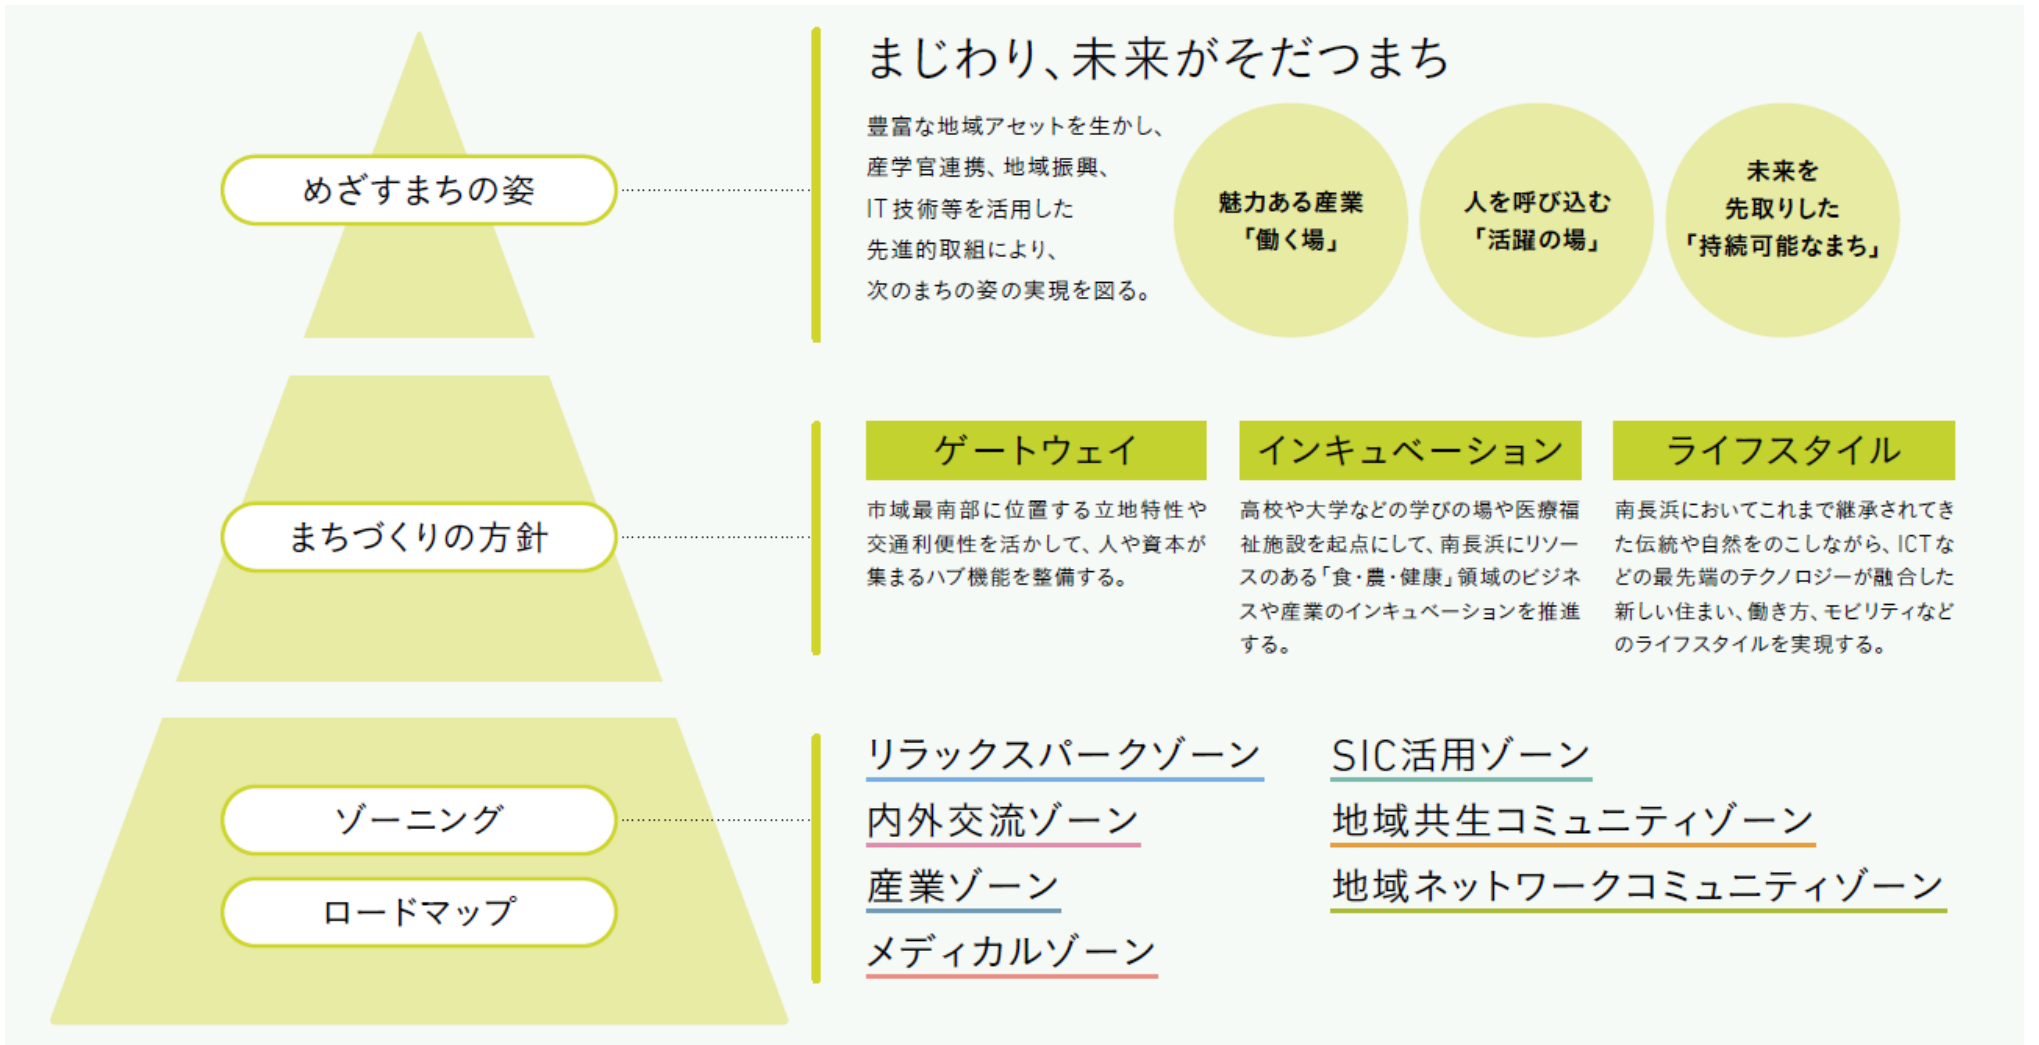 めざすまちの姿
まじわり、未来がそだつまち
豊富な地域アセットを生かし、
産学官連携、地域振興、
IT技術等を活用した
先進的取組により、
次のまちの姿の実現を図る。
魅力ある産業
「働く場」
人を呼び込む
「活躍の場」
未来を
先取りした
「持続可能なまち」
まちづくりの方針
ゲートウェイ
市域最南部に位置する立地特性や
交通利便性を活かして、人や資本が
集まるハブ機能を整備する。
インキュベーション
高校や大学などの学びの場や医療福
祉施設を起点にして、南長浜にリソー
スのある「食・農・健康」領域のビジネ
スや産業のインキュベーションを推進
する。
ライフスタイル
南長浜においてこれまで継承されてき
た伝統や自然をのこしながら、ICTな
どの最先端のテクノロジーが融合した
新しい住まい、働き方、モビリティなど
のライフスタイルを実現する。
ゾーニング
ロードマップ
リラックスパークゾーン
内外交流ゾーン
産業ゾーン
メディカルゾーン
SIC活用ゾーン
地域共生コミュニティゾーン
地域ネットワークコミュニティゾーン